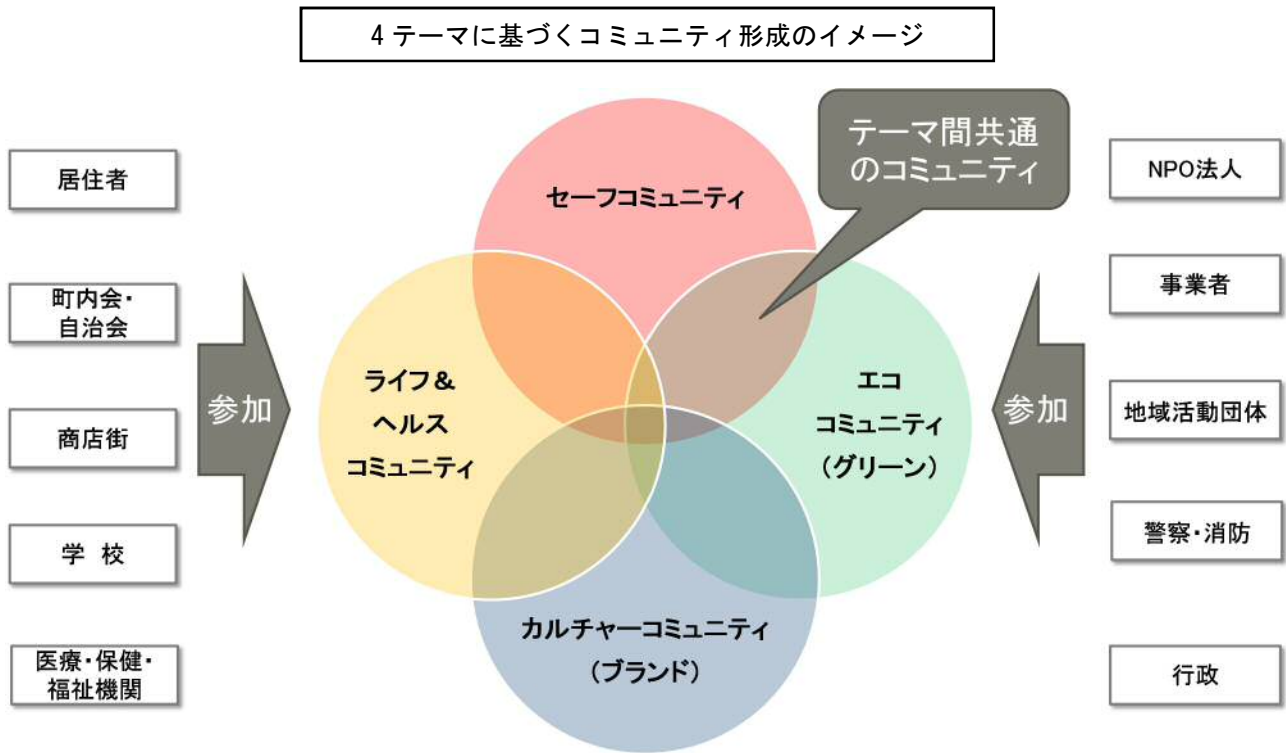 4テーマに基づくコミュニティ形成のイメージ
テーマ間共通
のコミュニティ
居住者
町内会・
自治会
商店街
学 校
医療・保健・
福祉機関
参加
セーフコミュニティ
ライフ＆
ヘルス
コミュニティ
エコ
コミュニティ
（グリーン）
カルチャーコミュニティ
（ブランド）
参加
NPO法人
事業者
地域活動団体
警察・消防
行政